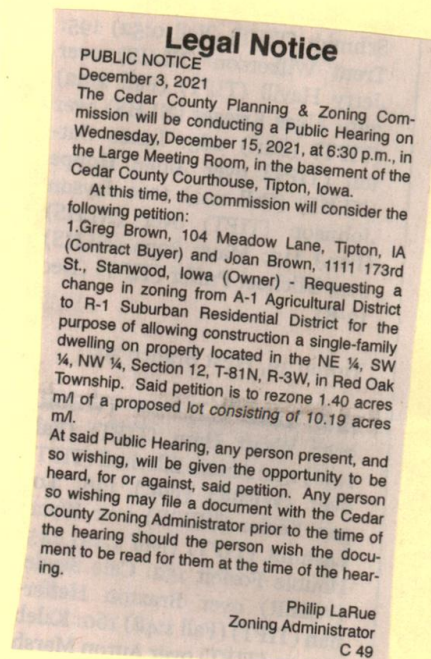 Legal Notice
PUBLIC NOTICE
December 3, 2021
The Cedar County Planning & Zoning Com-
mission will be conducting a Public Hearing on
Wednesday, December 15, 2021, at 6:30 p.m., in
the Large Meeting Room, in the basement of the
Cedar County Courthouse, Tipton, Iowa.
At this time, the Commission will consider the
following petition:
1.Greg Brown, 104 Meadow Lane, Tipton, IA
(Contract Buyer) and Joan Brown, 1111 173rd
St., Stanwood, Iowa (Owner) - Requesting a
change in zoning from A-1 Agricultural District
to R-1 Suburban Residential District for the
purpose of allowing construction a single-family
dwelling on property located in the NE ¼, SW
¼, NW ¼, Section 12, T-81N, R-3W, in Red Oak
Township. Said petition is to rezone 1.40 acres
m/l of a proposed lot consisting of 10.19 acres
m/l.
At said Public Hearing, any person present, and
so wishing, will be given the opportunity to be
heard, for or against, said petition. Any person
so wishing may file a document with the Cedar
County Zoning Administrator prior to the time of
the hearing should the person wish the docu-
ment to be read for them at the time of the hear-
ing.
Philip LaRue
Zoning Administrator
C 49